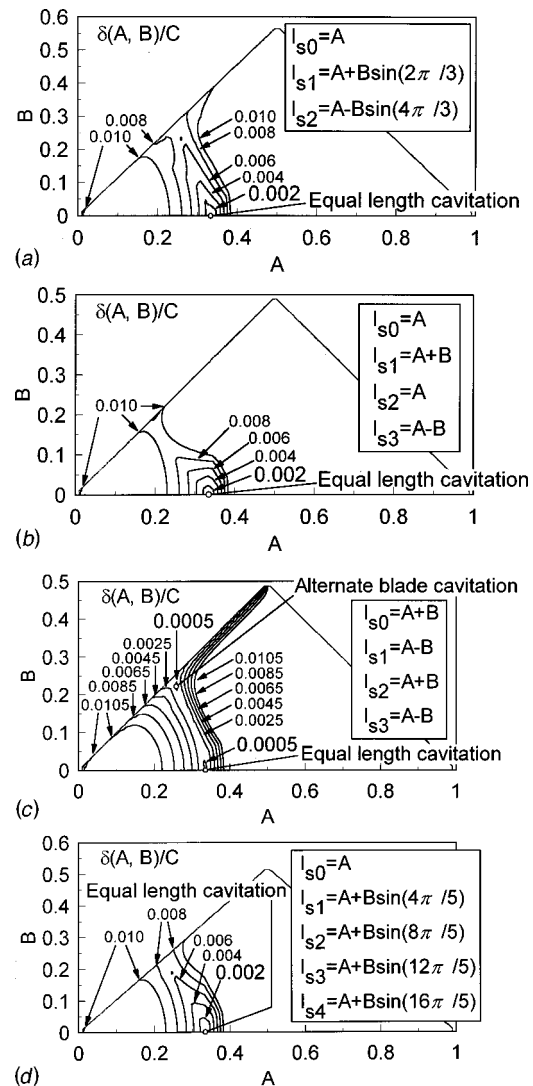 δ(A, B)/C
l_s0=A
l_s1=A+Bsin(2π /3)
l_s2=A-Bsin(4π /3)
0.6
0.5
0.4
0.3
0.2
0.1
0
B
0.008
0.010
0.010
0.008
0.006
0.004
0.002
Equal length cavitation
0.2 0.4 0.6 0.8 1
A
(a)
δ(A, B)/C
l_s0=A
l_s1=A+B
l_s2=A
l_s3=A-B
0.5
0.4
0.3
0.2
0.1
0
B
0.010
0.008
0.006
0.004
0.002
Equal length cavitation
0 0.2 0.4 0.6 0.8 1
A
(b)
δ(A, B)/C
Alternate blade cavitation
l_s0=A+B
l_s1=A-B
l_s2=A+B
l_s3=A-B
0.5
0.4
0.3
0.2
0.1
0
B
0.0005
0.0025
0.0045
0.0065
0.0085
0.0105
0.0105
0.0085
0.0065
0.0045
0.0025
0.0005
Equal length cavitation
0 0.2 0.4 0.6 0.8 1
A
(c)
δ(A, B)/C
Equal length cavitation
l_s0=A
l_s1=A+Bsin(4π /5)
l_s2=A+Bsin(8π /5)
l_s3=A+Bsin(12π /5)
l_s4=A+Bsin(16π /5)
0.6
0.5
0.4
0.3
0.2
0.1
0
B
0.008
0.010
0.006
0.004
0.002
0 0.2 0.4 0.6 0.8 1
A
(d)